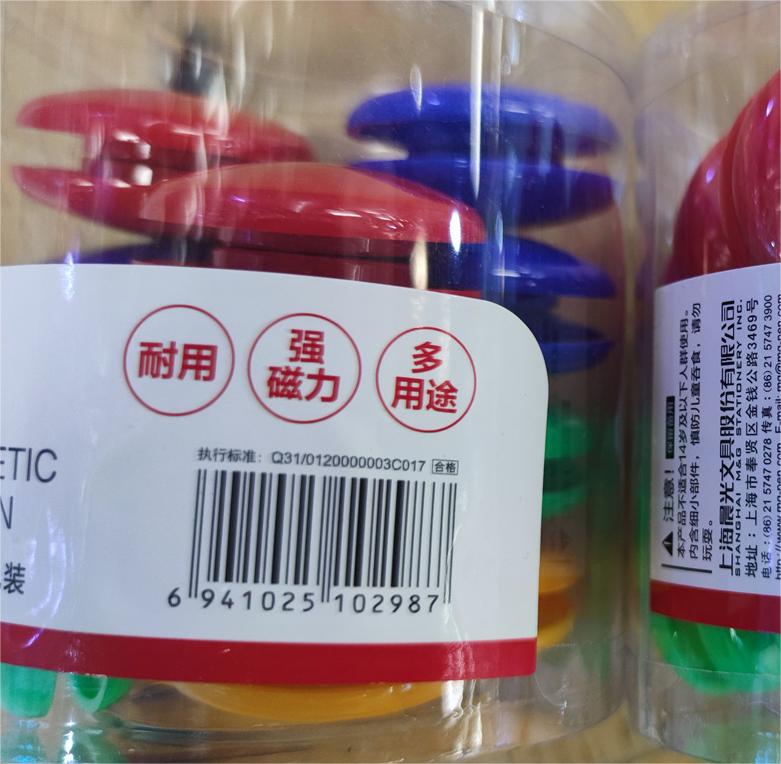 耐用
强
磁力
多
用途
ETIC
N
装
执行标准: Q31/0120000003C017 合格
6 941025 102987
注意!
本产品不适合14岁及以下人群使用。
内含细小部件,慎防儿童吞食,请勿
玩耍。
上海晨光文具股份有限公司
SHANGHAI M&G STATIONERY INC.
地址:上海市奉贤区金钱公路3469号
电话:(86)21 5747 0278 传真:(86)21 5747 3900